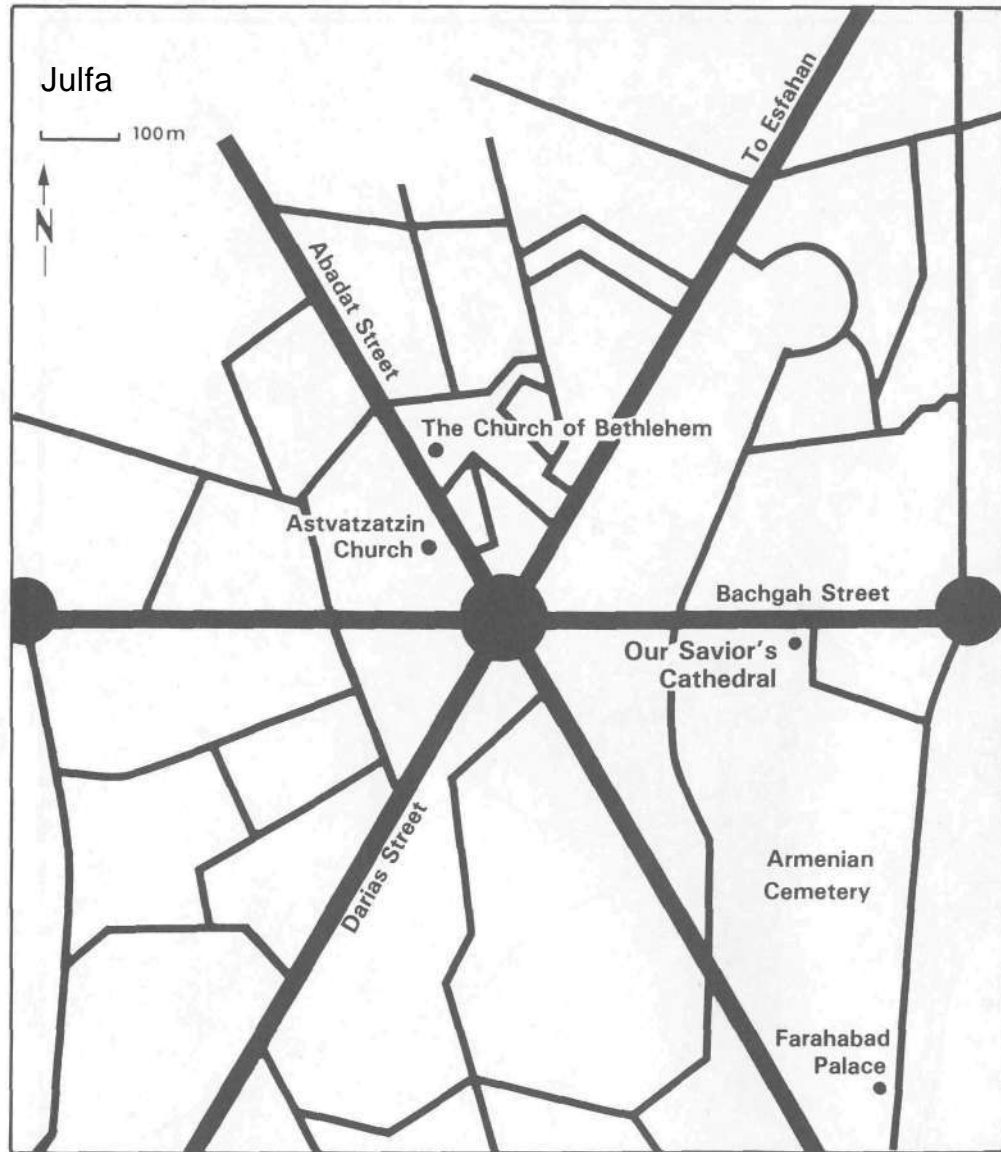 Julfa
100m
N
To Esfahan
Abadat Street
The Church of Bethlehem
Astvatzatzin
Church
Bachgah Street
Our Savior's
Cathedral
Darias Street
Armenian
Cemetery
Farahabad
Palace